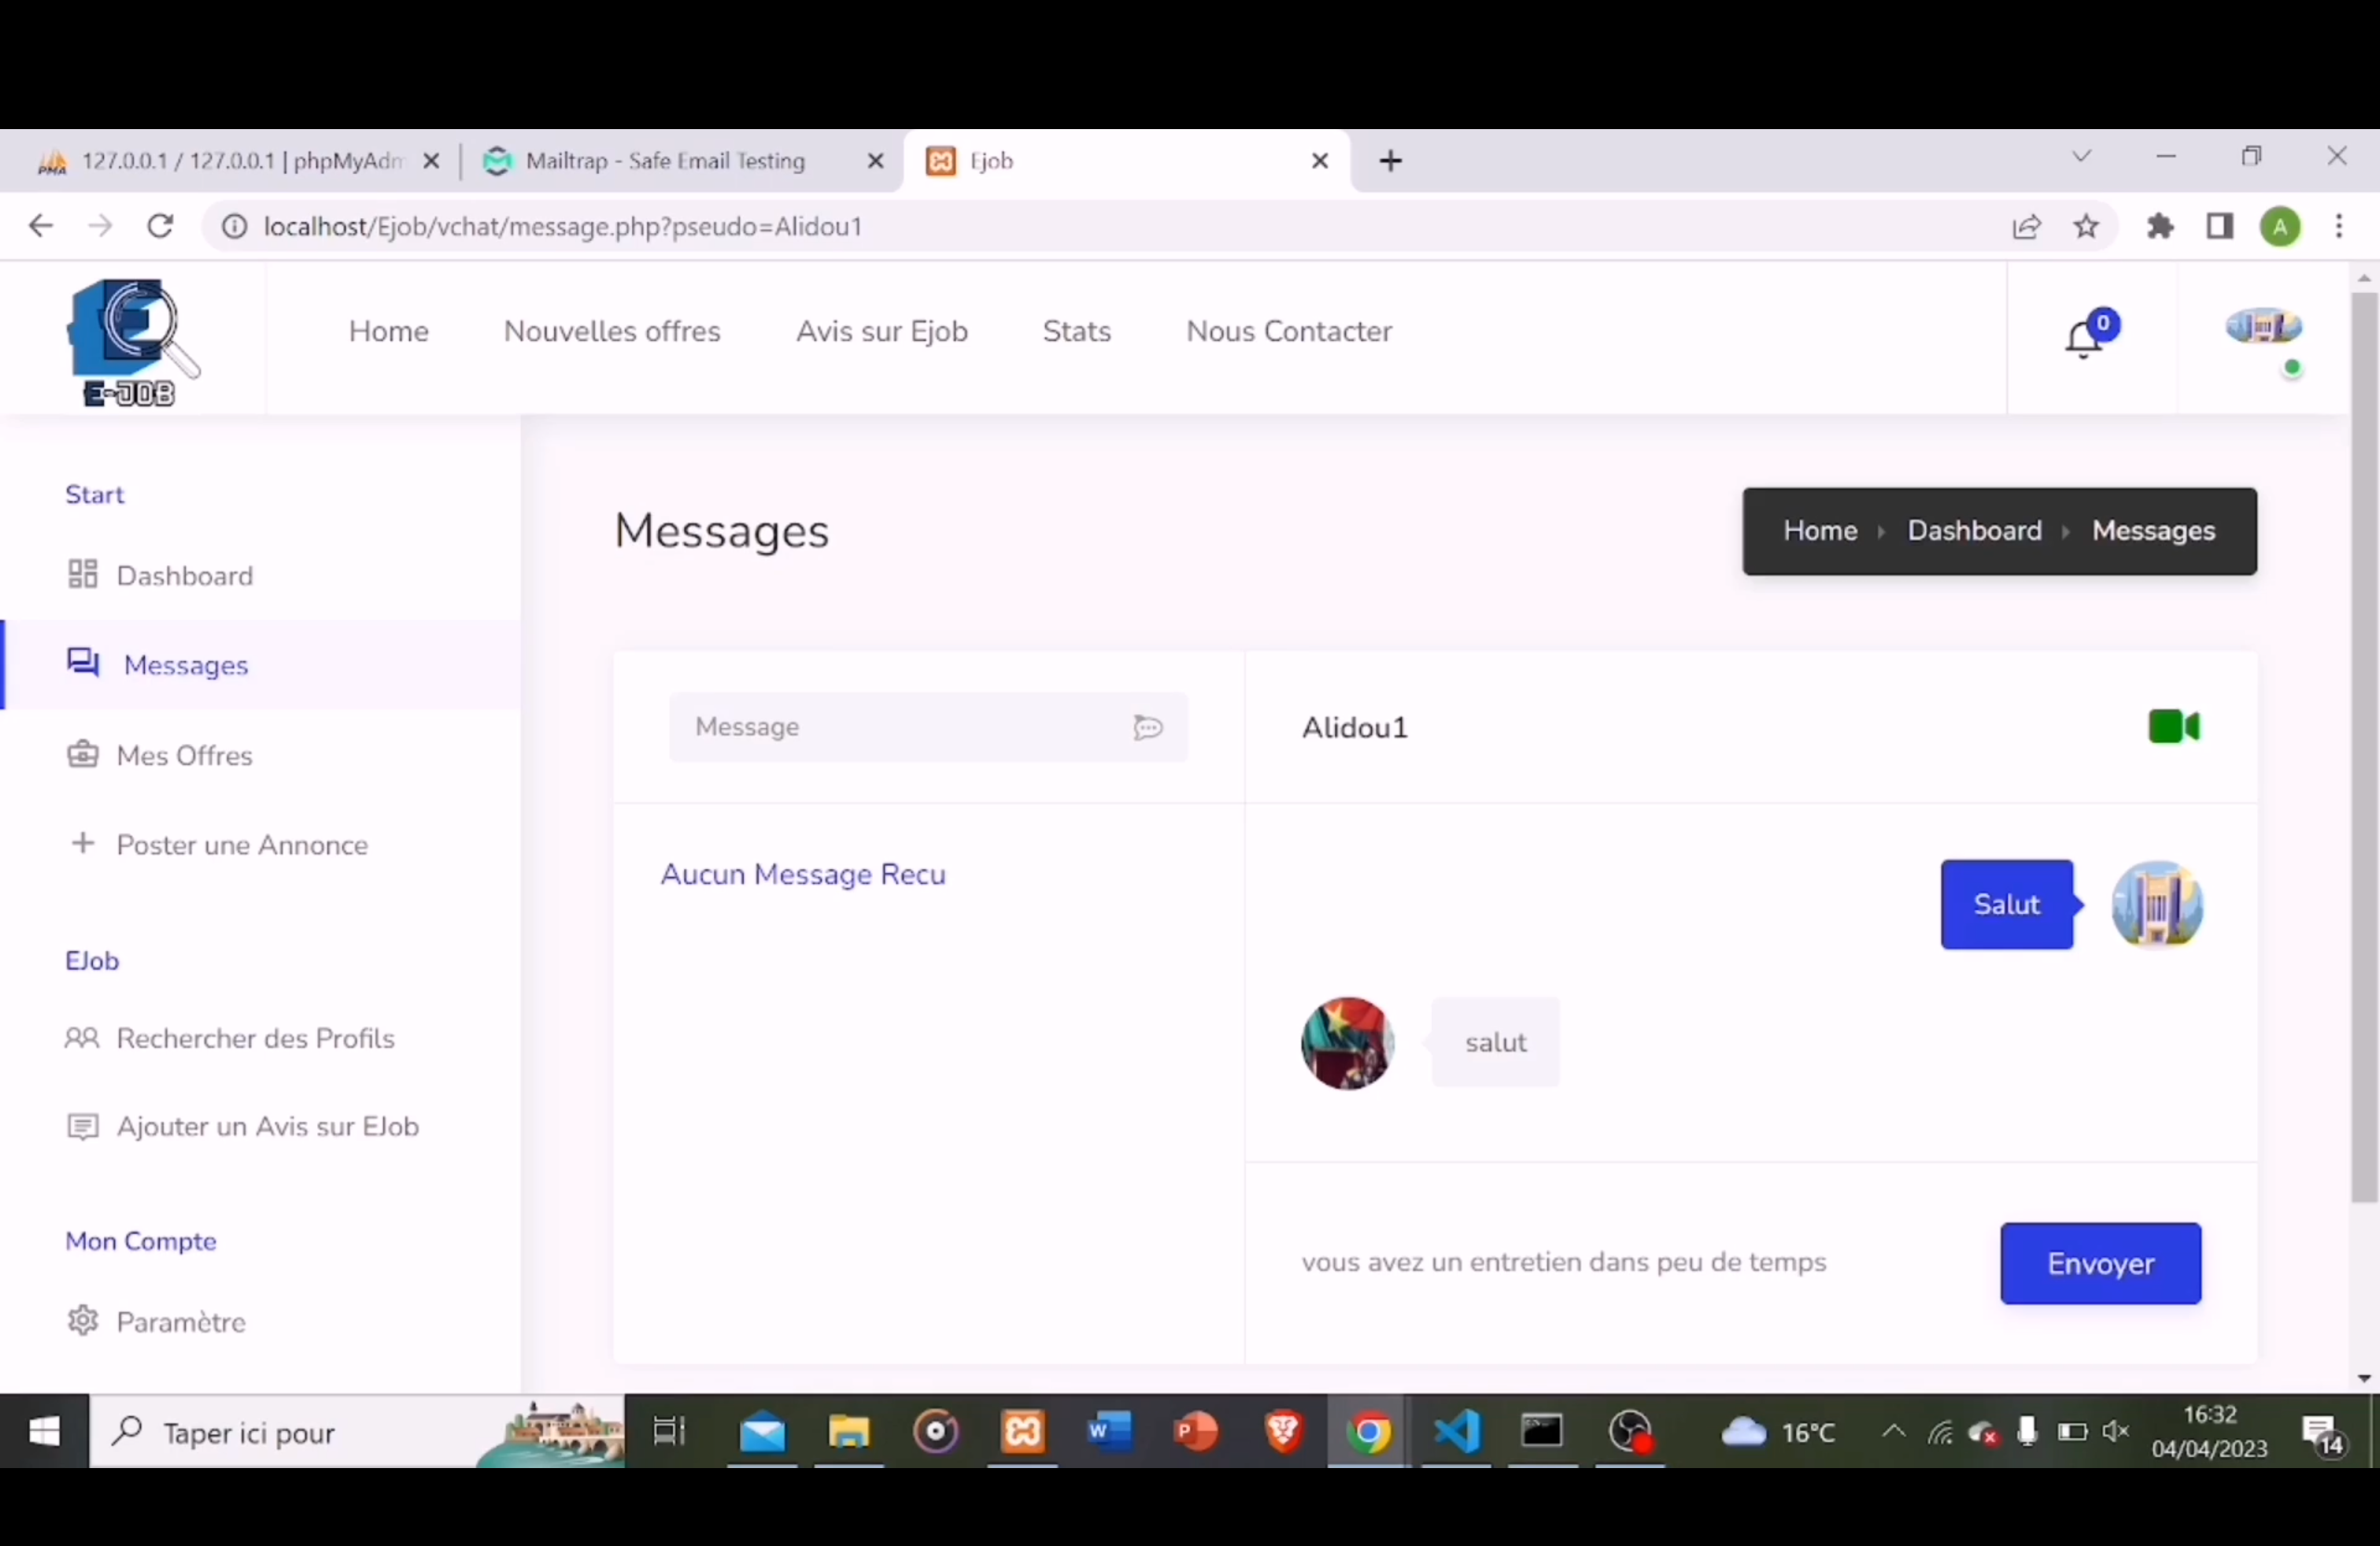 127.0.0.1 / 127.0.0.1 | phpMyAdm
Mailtrap - Safe Email Testing
Ejob
localhost/Ejob/vchat/message.php?pseudo=Alidou1
A
E-JOB
Home
Nouvelles offres
Avis sur Ejob
Stats
Nous Contacter
0
Start
Dashboard
Messages
Mes Offres
Poster une Annonce
EJob
Rechercher des Profils
Ajouter un Avis sur EJob
Mon Compte
Paramètre
Messages
Home
Dashboard
Messages
Message
Alidou1
Aucun Message Recu
Salut
salut
vous avez un entretien dans peu de temps
Envoyer
Taper ici pour
16°C
16:32
04/04/2023
14